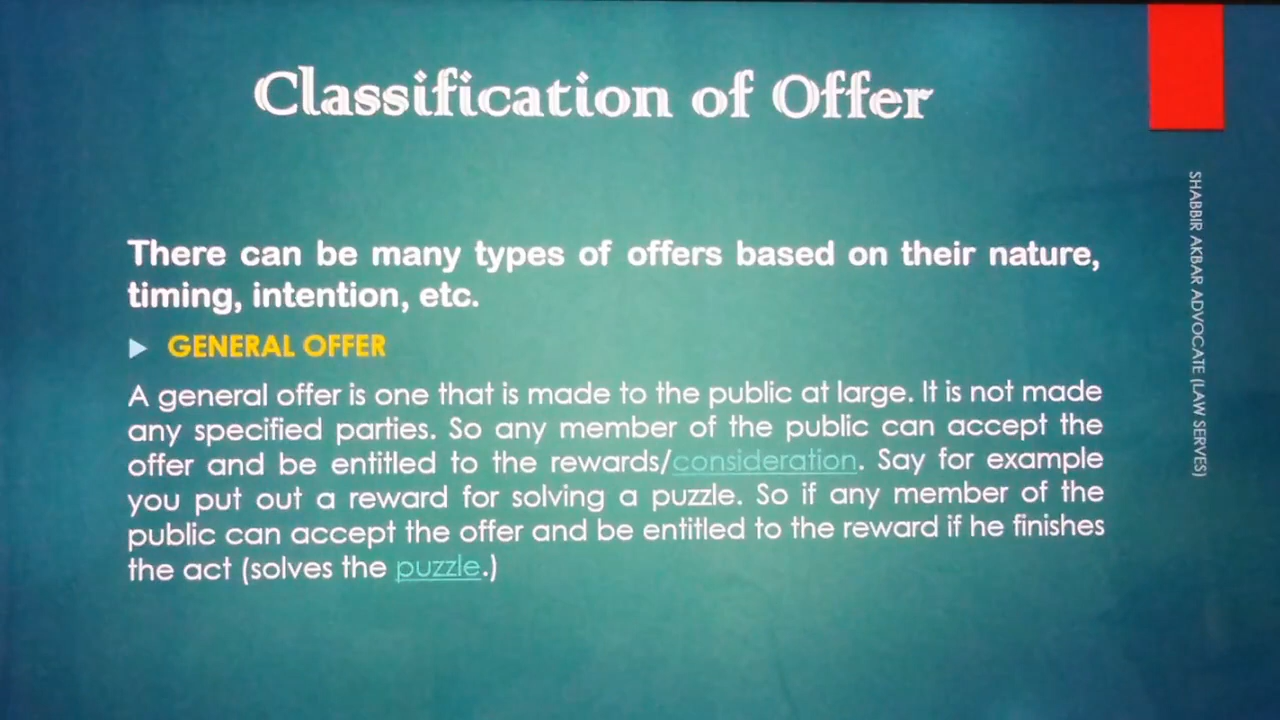 Classification of Offer
There can be many types of offers based on their nature,
timing, intention, etc.
GENERAL OFFER
A general offer is one that is made to the public at large. It is not made
any specified parties. So any member of the public can accept the
offer and be entitled to the rewards/consideration. Say for example
you put out a reward for solving a puzzle. So if any member of the
public can accept the offer and be entitled to the reward if he finishes
the act (solves the puzzle.)
SHABBIR AKBAR ADVOCATE (LAW SERVES)